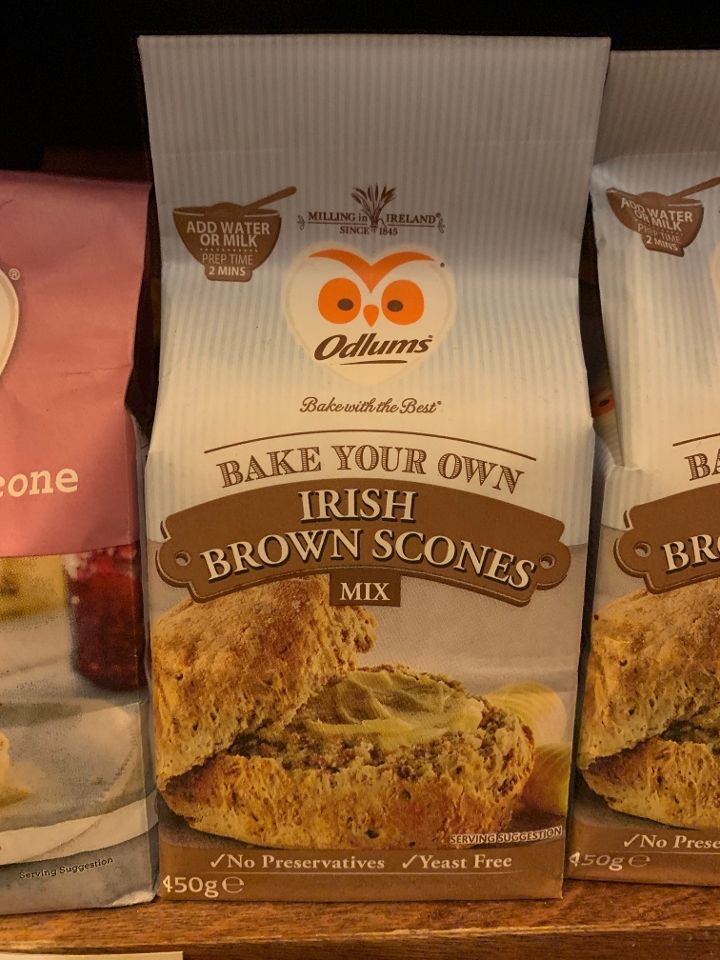 ADD WATER
OR MILK
PREP TIME
2 MINS
MILLING in IRELAND®
SINCE 1845
Odlums®
Bake with the Best®
BAKE YOUR OWN
IRISH
BROWN SCONES
MIX
SERVING SUGGESTION
✓No Preservatives ✓Yeast Free
450g℮
®
cone
Serving Suggestion
ADD WATER
OR MILK
PREP TIME
2 MINS
BA
BRO
✓No Prese
450g℮